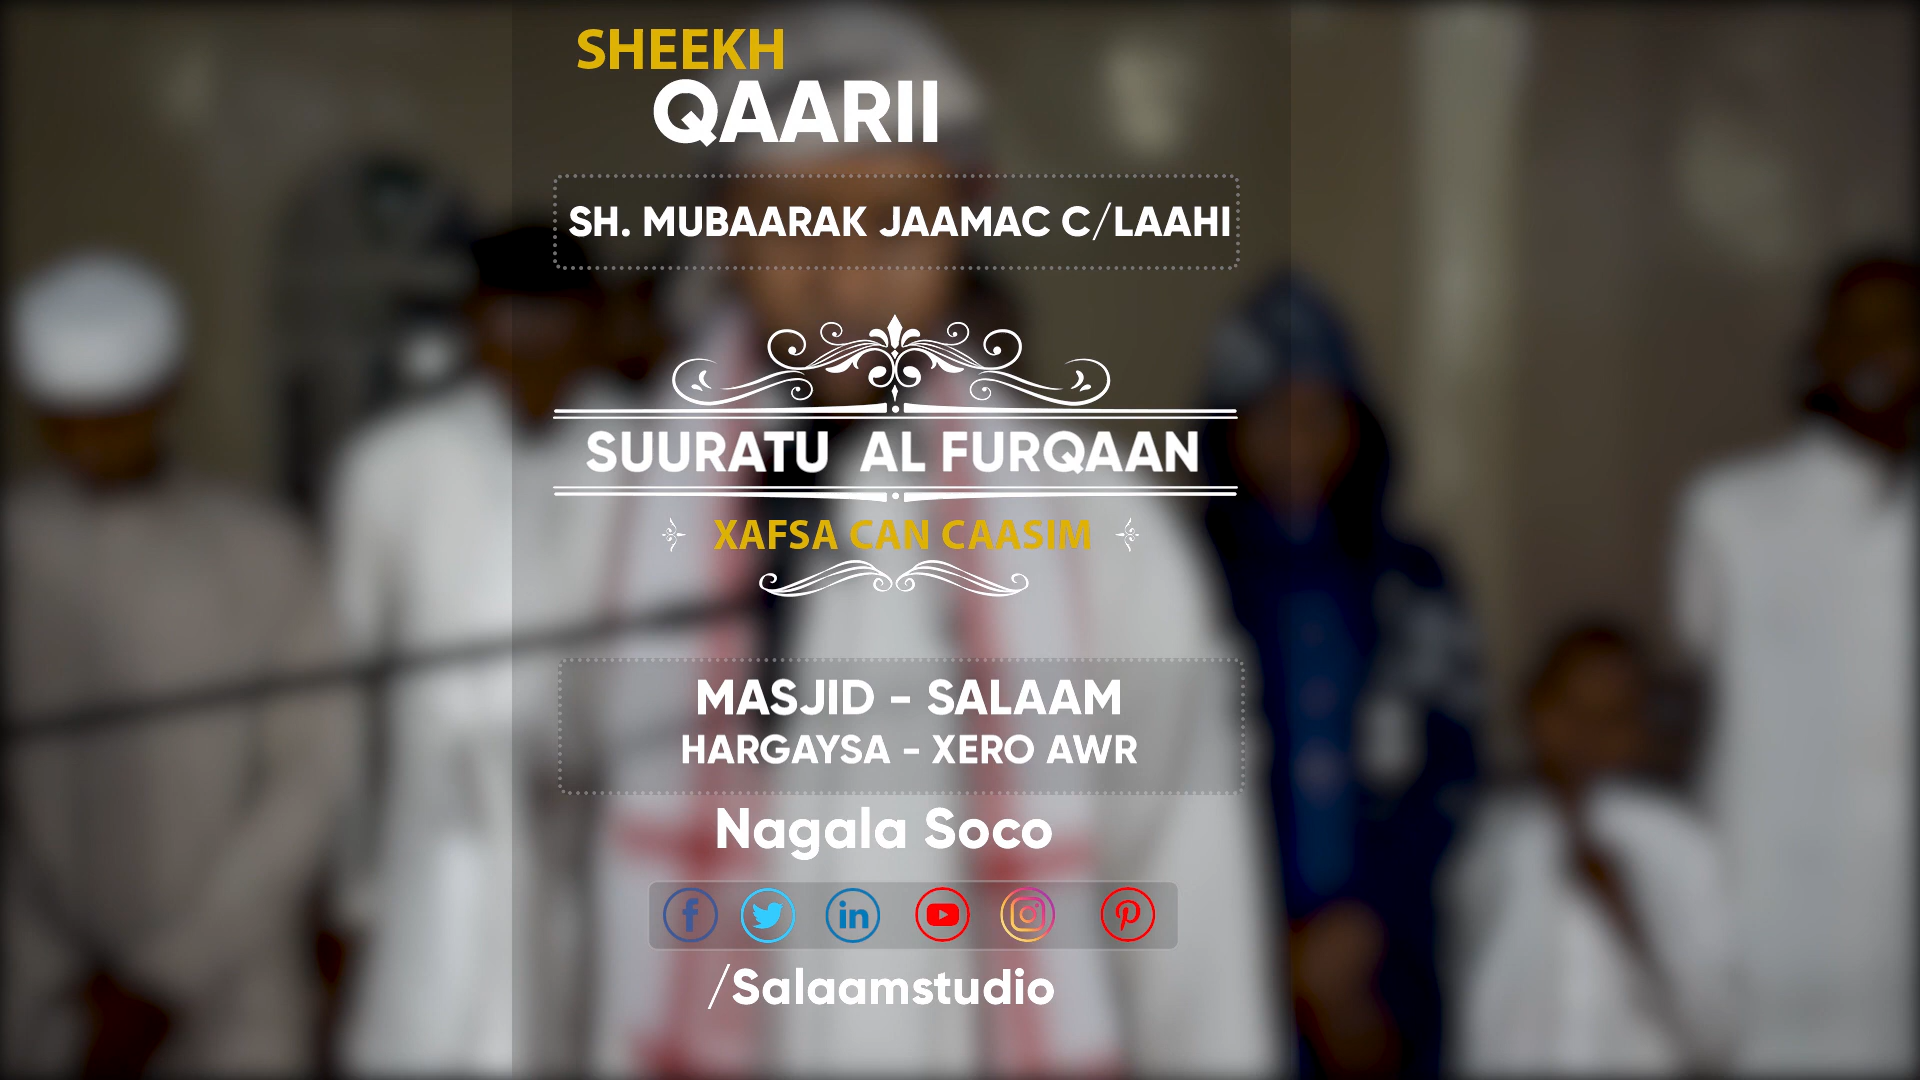 SHEEKH
QAARII
SH. MUBAARAK JAAMAC C/LAAHI
SUURATU AL FURQAAN
XAFSA CAN CAASIM
MASJID - SALAAM
HARGAYSA - XERO AWR
Nagala Soco
/Salaamstudio